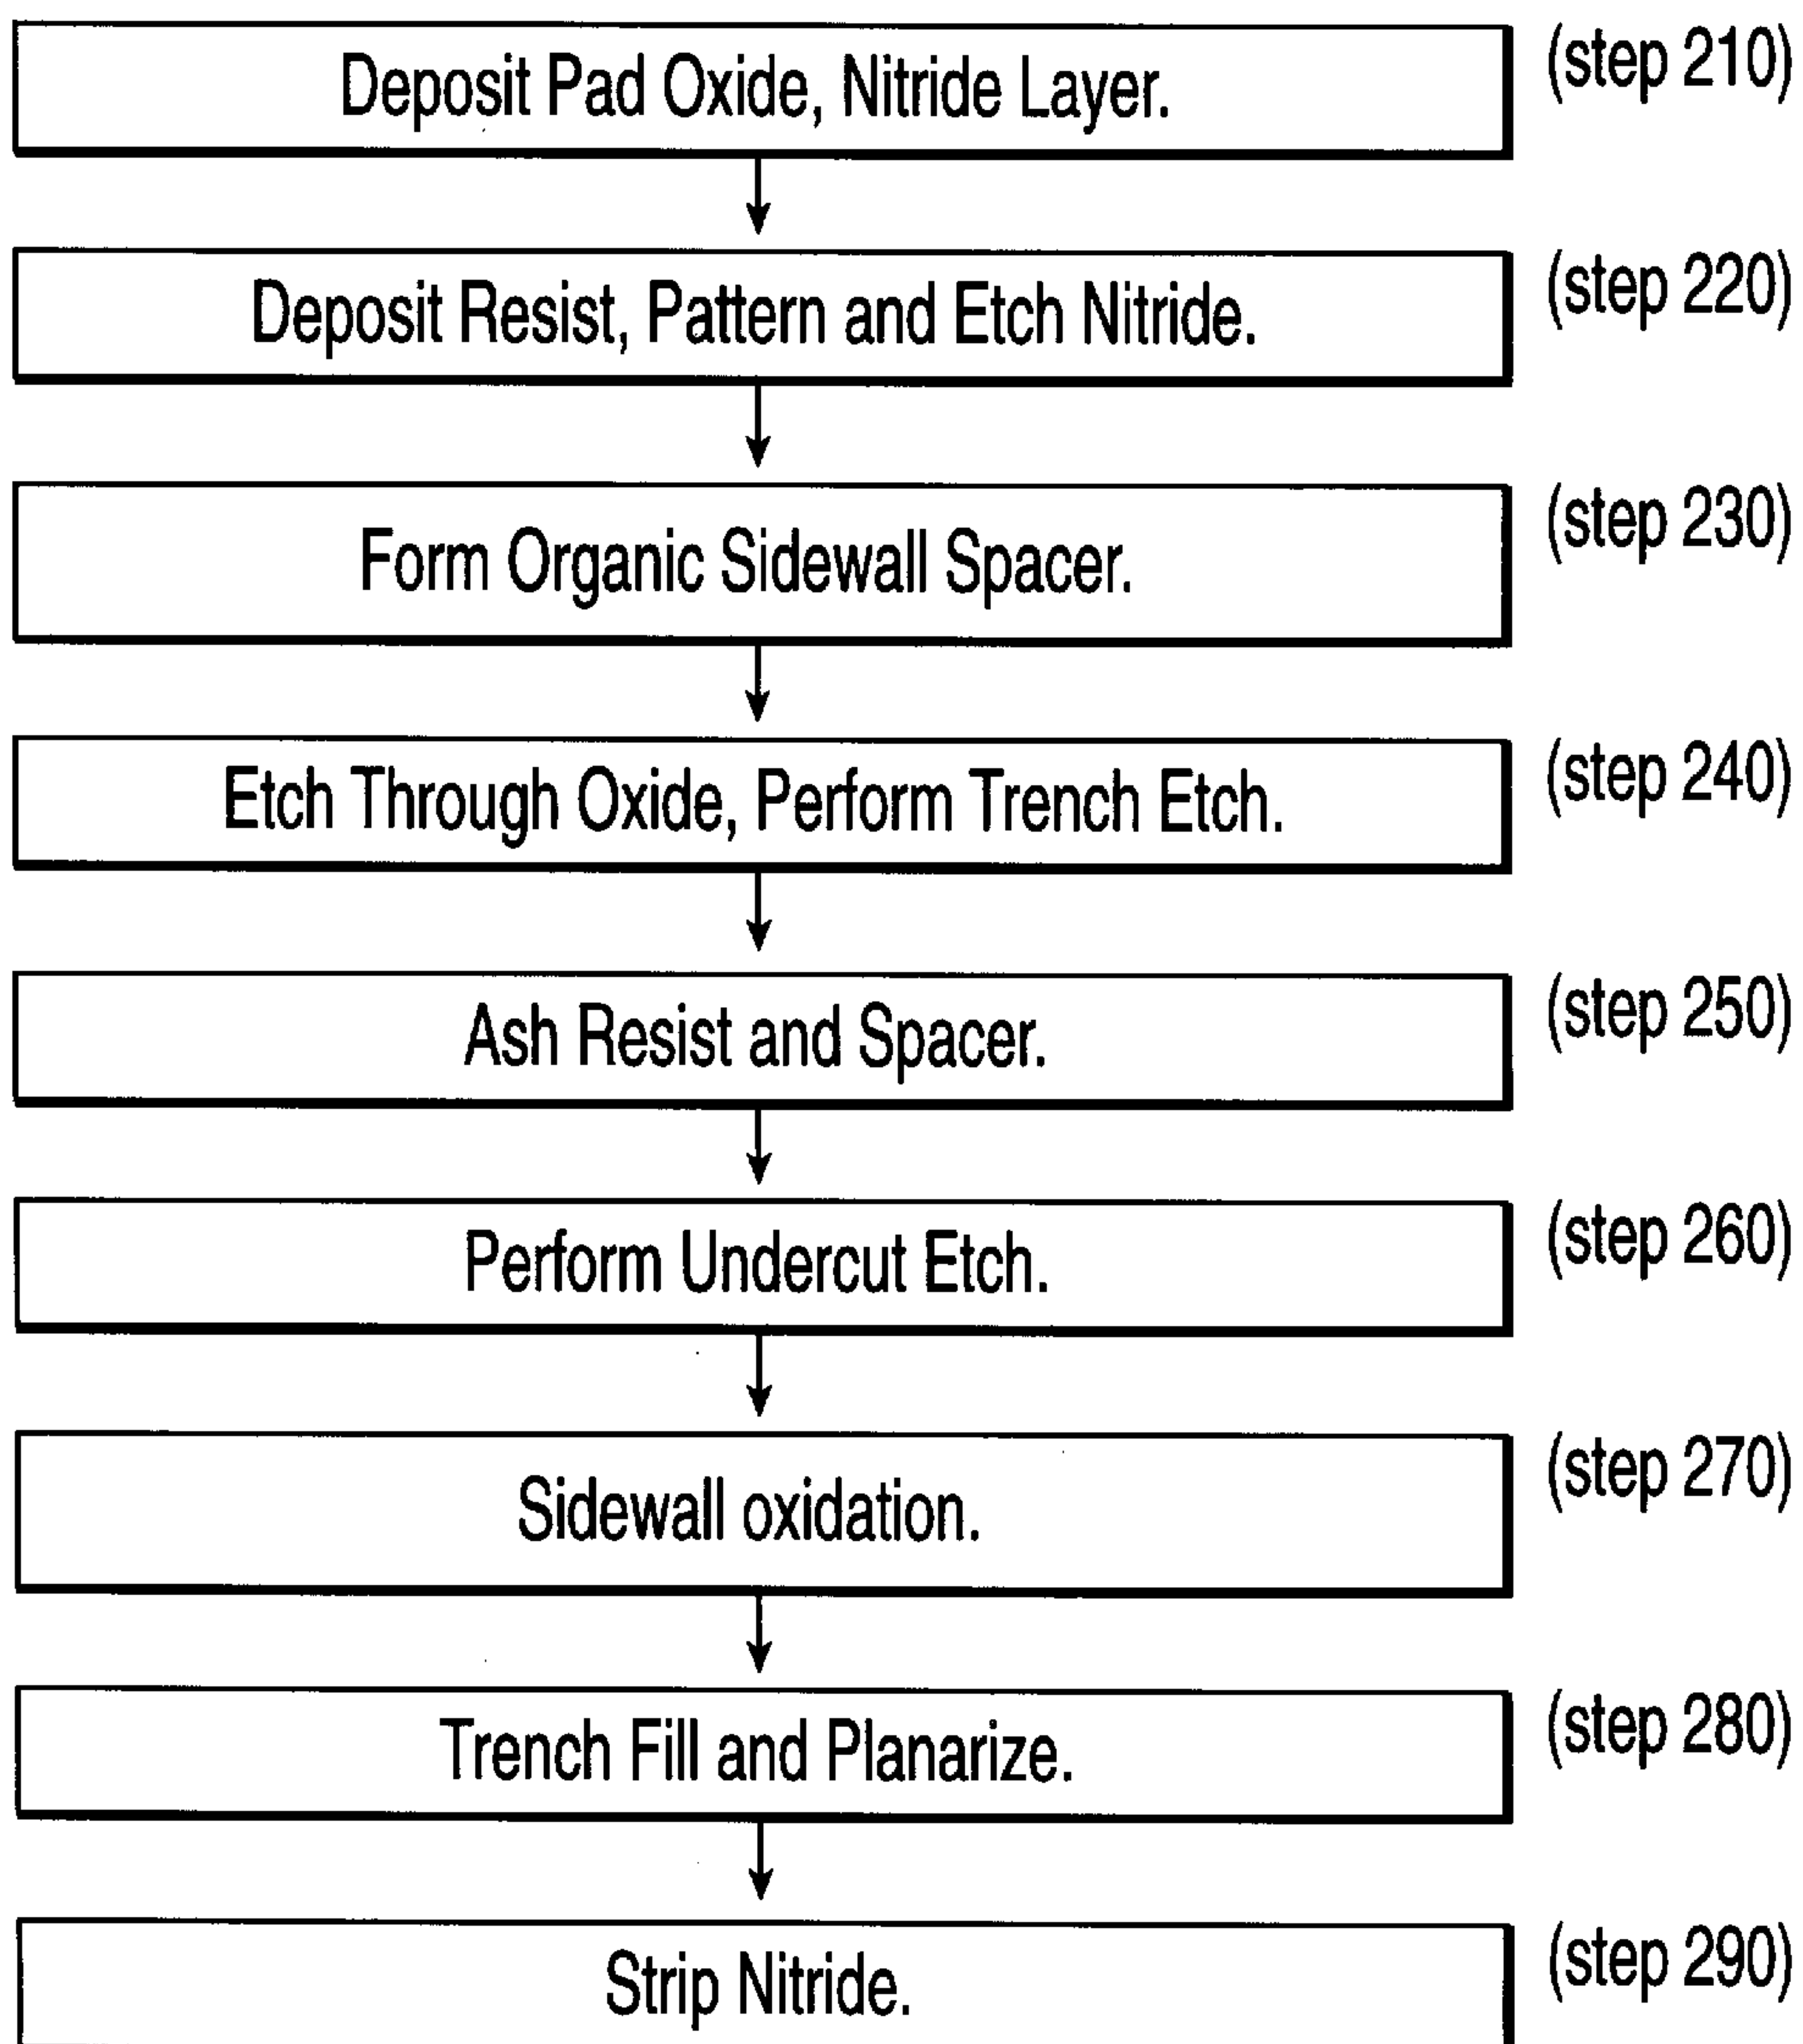 Deposit Pad Oxide, Nitride Layer.
(step 210)
Deposit Resist, Pattern and Etch Nitride.
(step 220)
Form Organic Sidewall Spacer.
(step 230)
Etch Through Oxide, Perform Trench Etch.
(step 240)
Ash Resist and Spacer.
(step 250)
Perform Undercut Etch.
(step 260)
Sidewall oxidation.
(step 270)
Trench Fill and Planarize.
(step 280)
Strip Nitride.
(step 290)